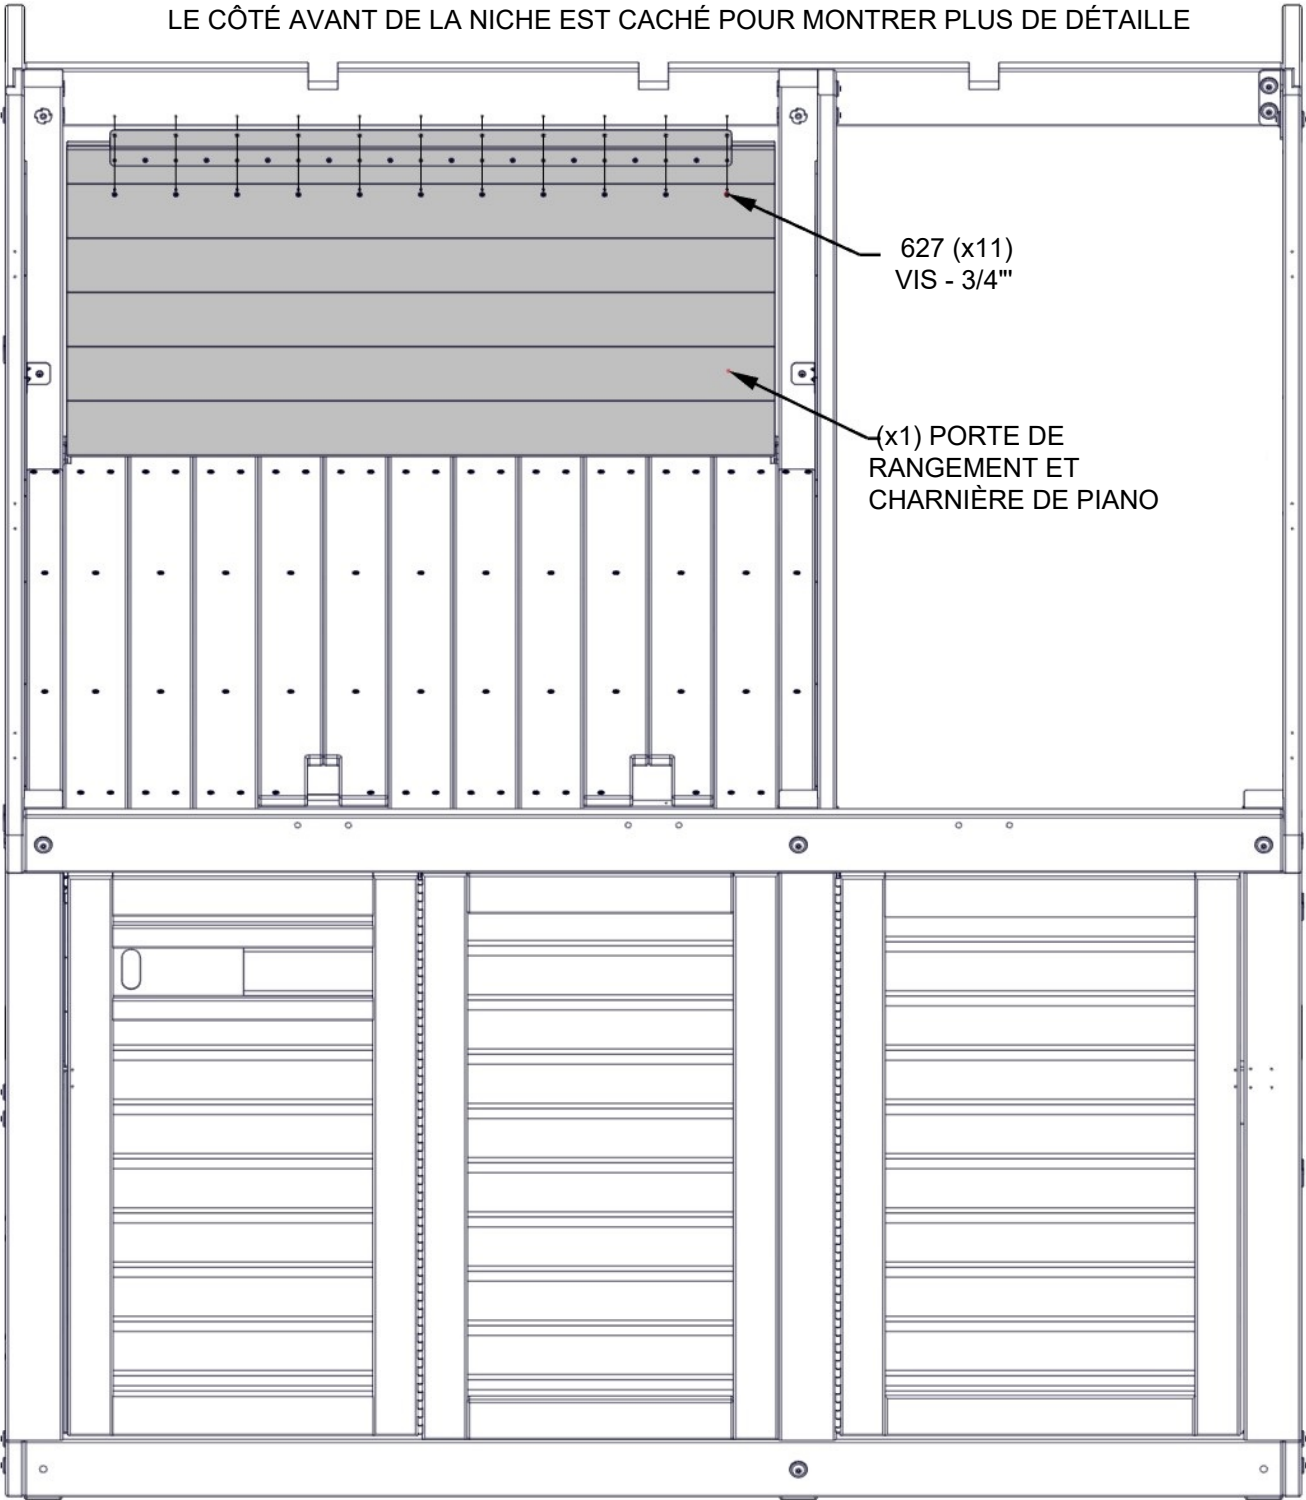 LE CÔTÉ AVANT DE LA NICHE EST CACHÉ POUR MONTRER PLUS DE DÉTAILLE
627 (x11)
VIS - 3/4"'
(x1) PORTE DE
RANGEMENT ET
CHARNIÈRE DE PIANO